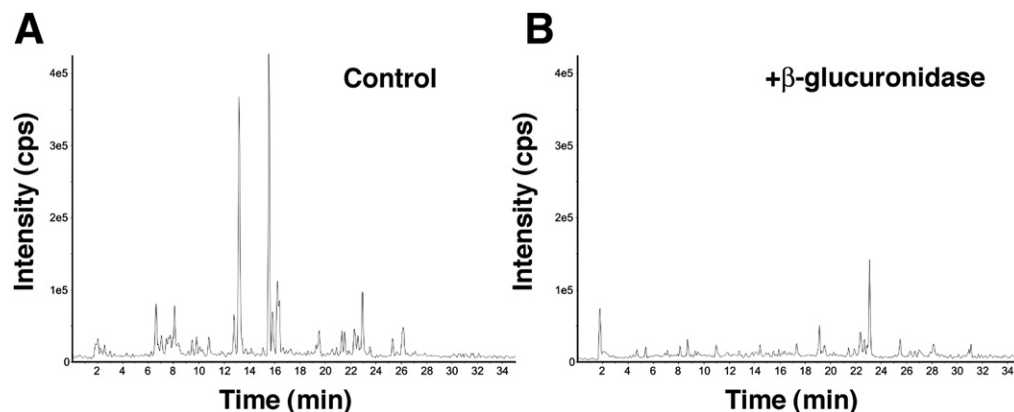 A
Control
Intensity (cps)
4e5
3e5
2e5
1e5
0
2 4 6 8 10 12 14 16 18 20 22 24 26 28 30 32 34
Time (min)
B
+β-glucuronidase
Intensity (cps)
4e5
3e5
2e5
1e5
0
2 4 6 8 10 12 14 16 18 20 22 24 26 28 30 32 34
Time (min)